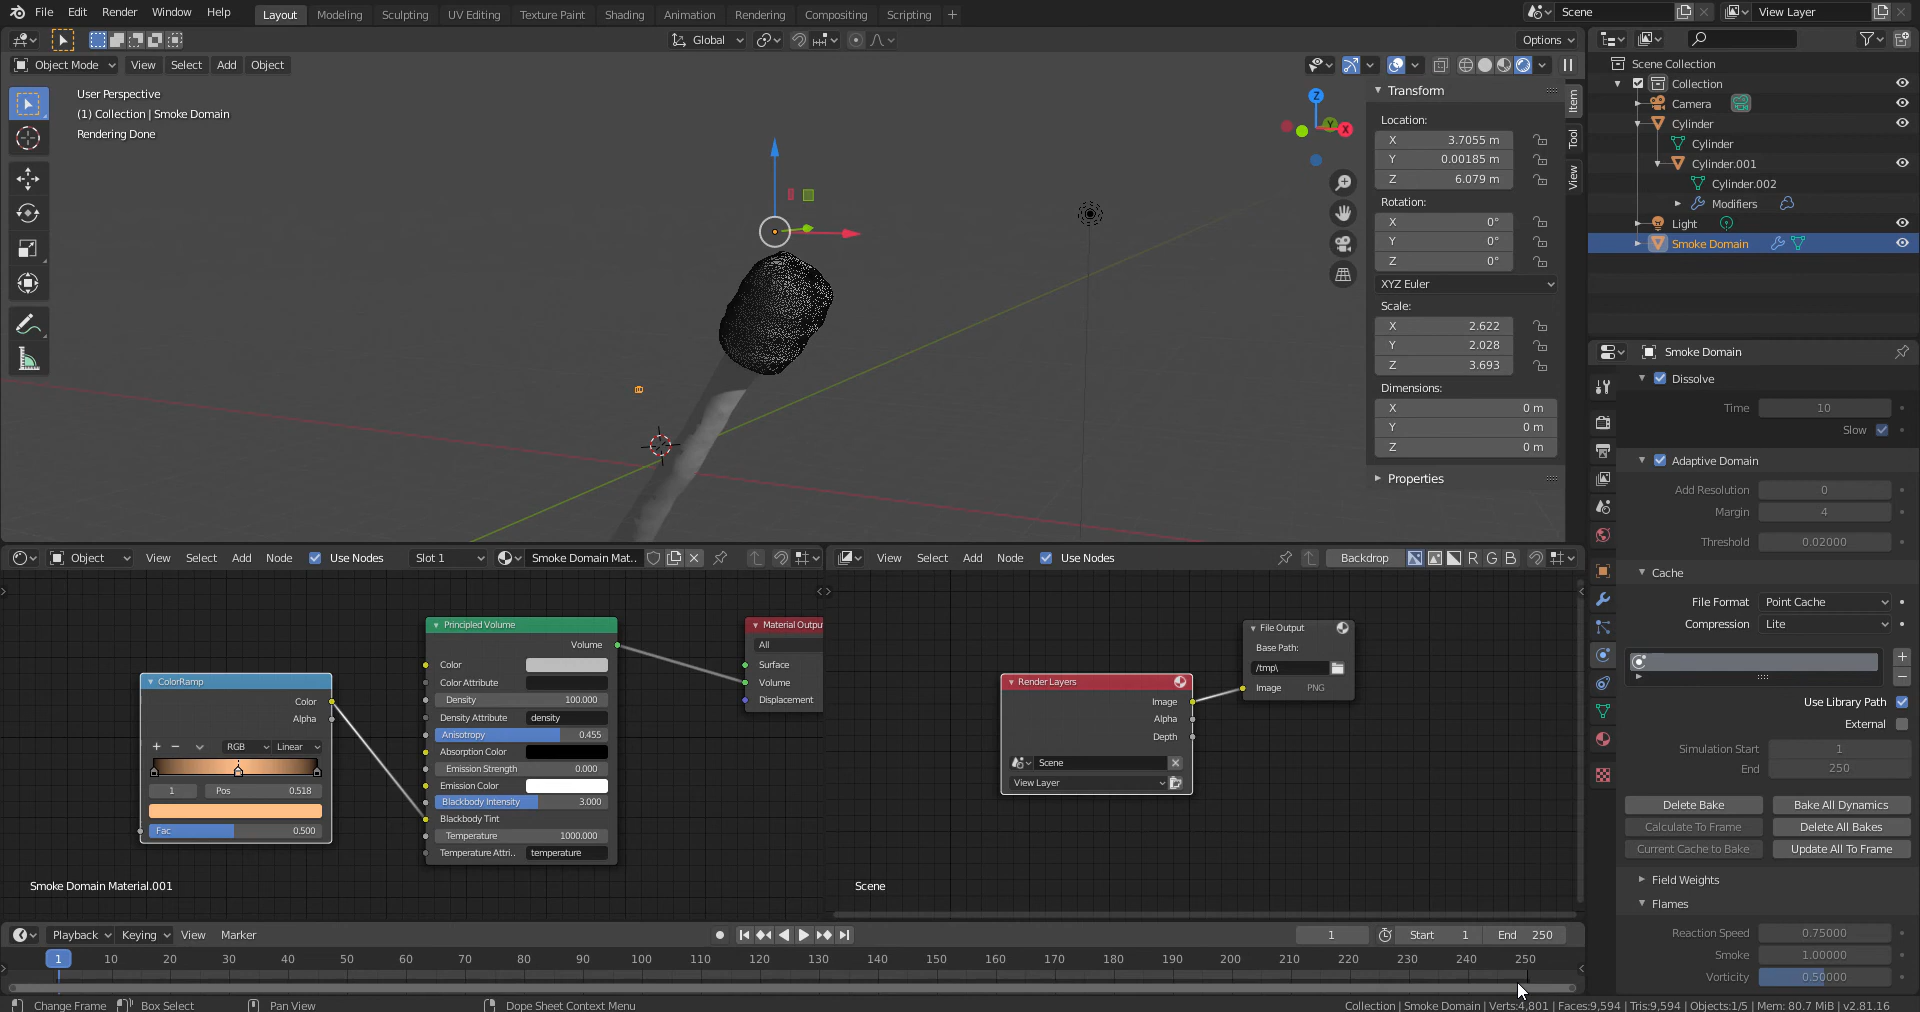 File Edit Render Window Help Layout Modeling Sculpting UV Editing Texture Paint Shading Animation Rendering Compositing Scripting + Scene View Layer
Global Options
Object Mode View Select Add Object
User Perspective
(1) Collection | Smoke Domain
Rendering Done
Z
Y
X
Transform
Location:
X 3.7055 m
Y 0.00185 m
Z 6.079 m
Rotation:
X 0°
Y 0°
Z 0°
XYZ Euler
Scale:
X 2.622
Y 2.028
Z 3.693
Dimensions:
X 0 m
Y 0 m
Z 0 m
Properties
Item
Tool
View
Scene Collection
Collection
Camera
Cylinder
Cylinder
Cylinder.001
Cylinder.002
Modifiers
Light
Smoke Domain
Smoke Domain
Dissolve
Time 10
Slow
Adaptive Domain
Add Resolution 0
Margin 4
Threshold 0.02000
Cache
File Format Point Cache
Compression Lite
Use Library Path
External
Simulation Start 1
End 250
Delete Bake Bake All Dynamics
Calculate To Frame Delete All Bakes
Current Cache to Bake Update All To Frame
Field Weights
Flames
Reaction Speed 0.75000
Smoke 1.00000
Vorticity 0.50000
Object View Select Add Node Use Nodes Slot 1 Smoke Domain Mat..
ColorRamp
Color
Alpha
RGB Linear
1 Pos 0.518
Fac 0.500
Principled Volume
Volume
Color
Color Attribute
Density 100.000
Density Attribute density
Anisotropy 0.455
Absorption Color
Emission Strength 0.000
Emission Color
Blackbody Intensity 3.000
Blackbody Tint
Temperature 1000.000
Temperature Attri.. temperature
Material Outpu
All
Surface
Volume
Displacement
Smoke Domain Material.001
View Select Add Node Use Nodes Backdrop R G B
Render Layers
Image
Alpha
Depth
Scene
View Layer
File Output
Base Path:
/tmp\
Image PNG
Scene
Playback Keying View Marker 1 Start 1 End 250
1 10 20 30 40 50 60 70 80 90 100 110 120 130 140 150 160 170 180 190 200 210 220 230 240 250
Change Frame Box Select Pan View Dope Sheet Context Menu Collection | Smoke Domain | Verts:4,801 | Faces:9,594 | Tris:9,594 | Objects:1/5 | Mem: 80.7 MiB | v2.81.16